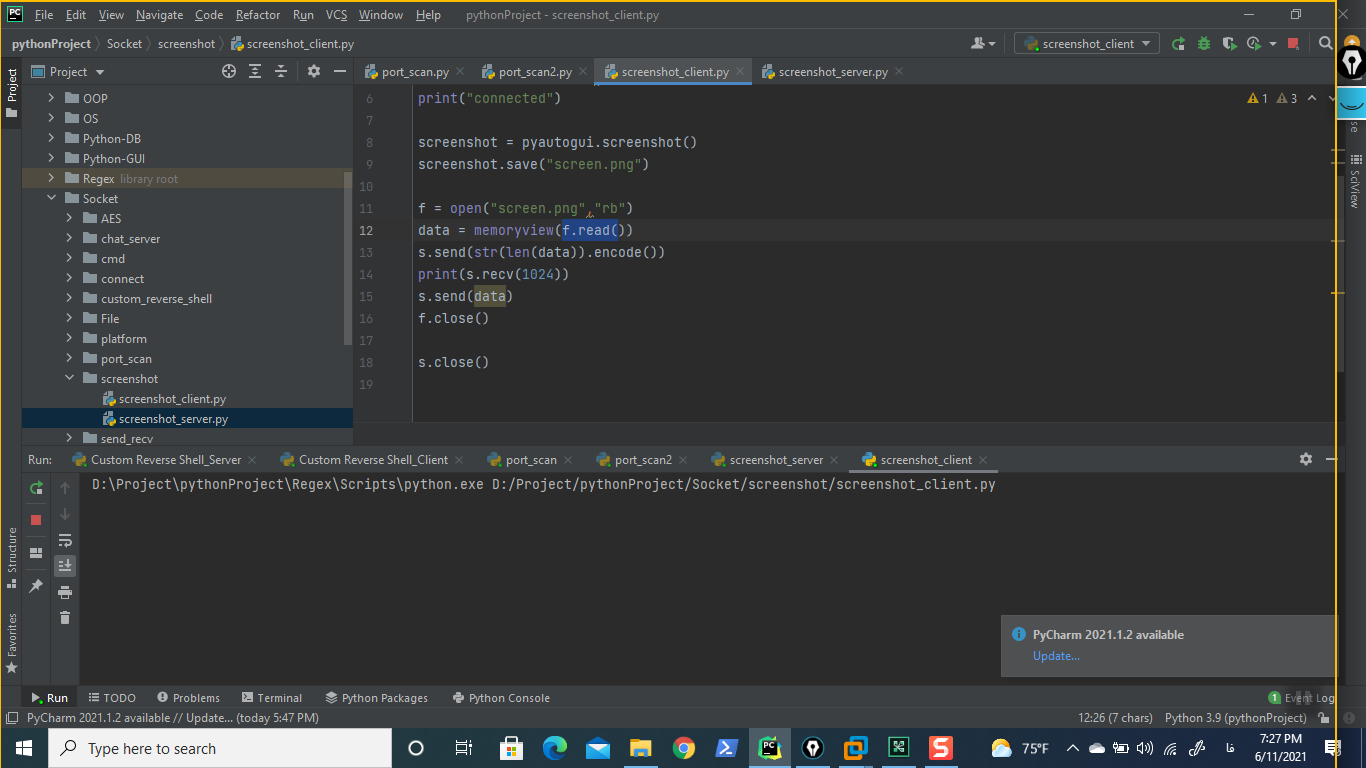 PC File Edit View Navigate Code Refactor Run VCS Window Help pythonProject - screenshot_client.py
pythonProject Socket screenshot screenshot_client.py screenshot_client
Project
Project port_scan.py port_scan2.py screenshot_client.py screenshot_server.py
OOP
OS
Python-DB
Python-GUI
Regex library root
Socket
AES
chat_server
cmd
connect
custom_reverse_shell
File
platform
port_scan
screenshot
screenshot_client.py
screenshot_server.py
send_recv
6 print("connected")
7
8 screenshot = pyautogui.screenshot()
9 screenshot.save("screen.png")
10
11 f = open("screen.png","rb")
12 data = memoryview(f.read())
13 s.send(str(len(data)).encode())
14 print(s.recv(1024))
15 s.send(data)
16 f.close()
17
18 s.close()
19
1 3
se
SciView
Run: Custom Reverse Shell_Server Custom Reverse Shell_Client port_scan port_scan2 screenshot_server screenshot_client
D:\Project\pythonProject\Regex\Scripts\python.exe D:/Project/pythonProject/Socket/screenshot/screenshot_client.py
Structure
Favorites
PyCharm 2021.1.2 available
Update...
Run TODO Problems Terminal Python Packages Python Console 1 Event Log
PyCharm 2021.1.2 available // Update... (today 5:47 PM) 12:26 (7 chars) Python 3.9 (pythonProject)
Type here to search PC S 75°F فا 7:27 PM
6/11/2021